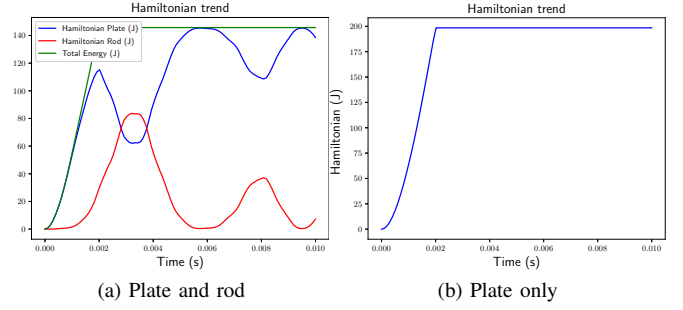 Hamiltonian trend
Hamiltonian Plate (J)
Hamiltonian Rod (J)
Total Energy (J)
140
120
100
80
60
40
20
0
0.000 0.002 0.004 0.006 0.008 0.010
Time (s)
(a) Plate and rod
Hamiltonian trend
Hamiltonian (J)
200
175
150
125
100
75
50
25
0
0.000 0.002 0.004 0.006 0.008 0.010
Time (s)
(b) Plate only